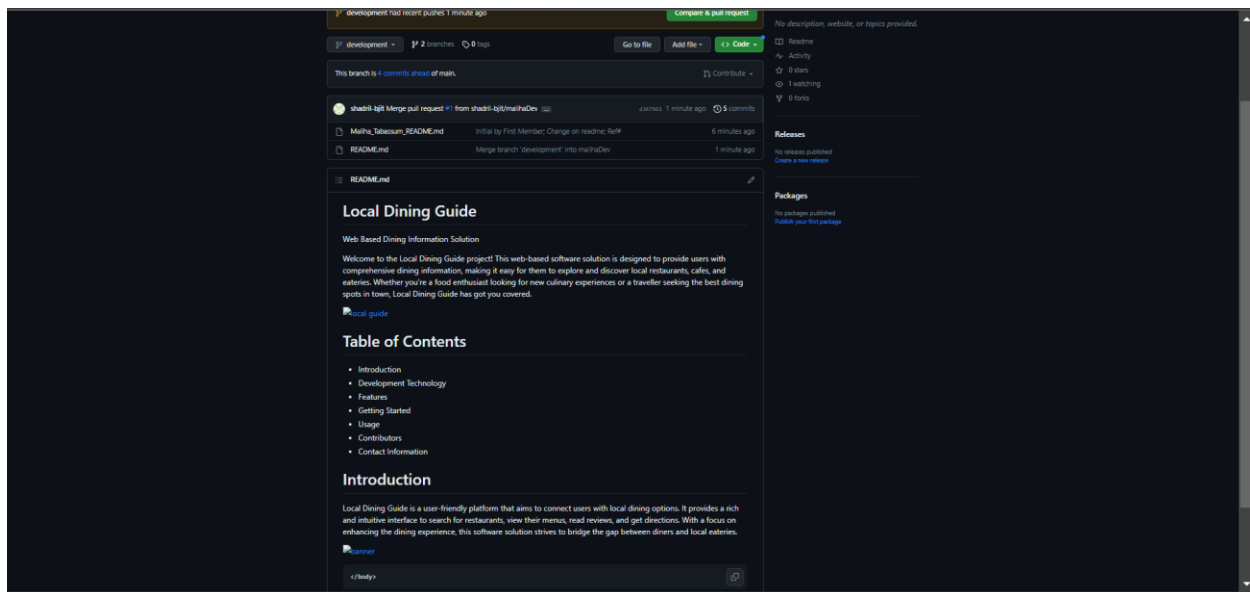 development had recent pushes 1 minute ago
Compare & pull request
development
2 branches
0 tags
Go to file
Add file
Code
This branch is 4 commits ahead of main.
Contribute
shadril-bjit Merge pull request #1 from shadril-bjit/malihaDev ...
1 minute ago
5 commits
Maliha_Tabassum_README.md
Initial by First Member; Change on readme; Ref#
6 minutes ago
README.md
Merge branch 'development' into malihaDev
1 minute ago
README.md
Local Dining Guide
Web Based Dining Information Solution
Welcome to the Local Dining Guide project! This web-based software solution is designed to provide users with
comprehensive dining information, making it easy for them to explore and discover local restaurants, cafes, and
eateries. Whether you're a food enthusiast looking for new culinary experiences or a traveller seeking the best dining
spots in town, Local Dining Guide has got you covered.
local guide
Table of Contents
• Introduction
• Development Technology
• Features
• Getting Started
• Usage
• Contributors
• Contact Information
Introduction
Local Dining Guide is a user-friendly platform that aims to connect users with local dining options. It provides a rich
and intuitive interface to search for restaurants, view their menus, read reviews, and get directions. With a focus on
enhancing the dining experience, this software solution strives to bridge the gap between diners and local eateries.
banner
</body>
No description, website, or topics provided.
Readme
Activity
0 stars
1 watching
0 forks
Releases
No releases published
Create a new release
Packages
No packages published
Publish your first package